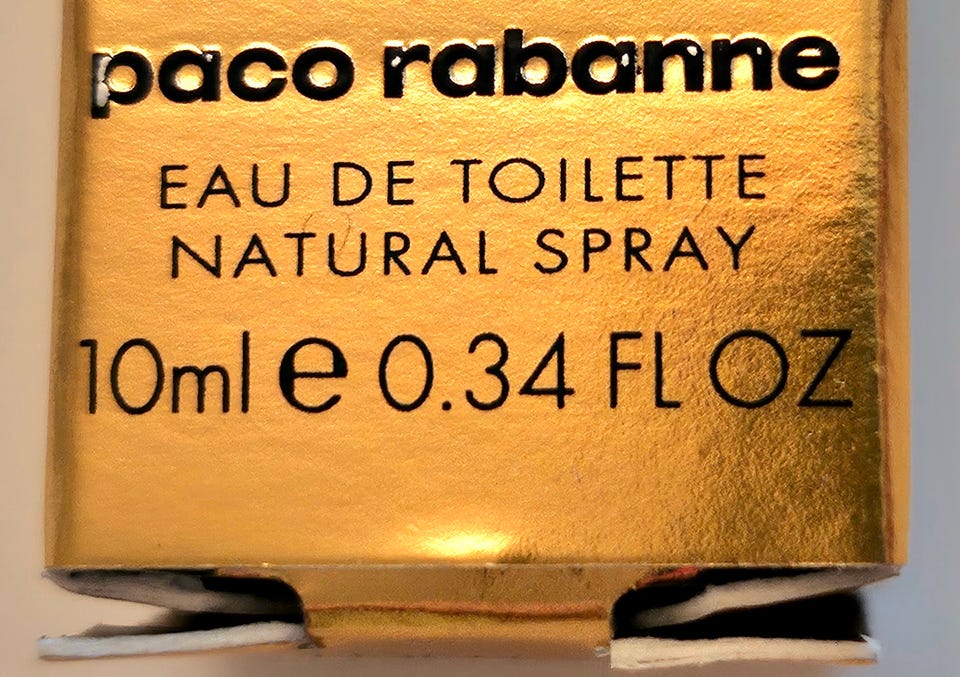 paco rabanne
EAU DE TOILETTE
NATURAL SPRAY
10ml e 0.34 FL OZ